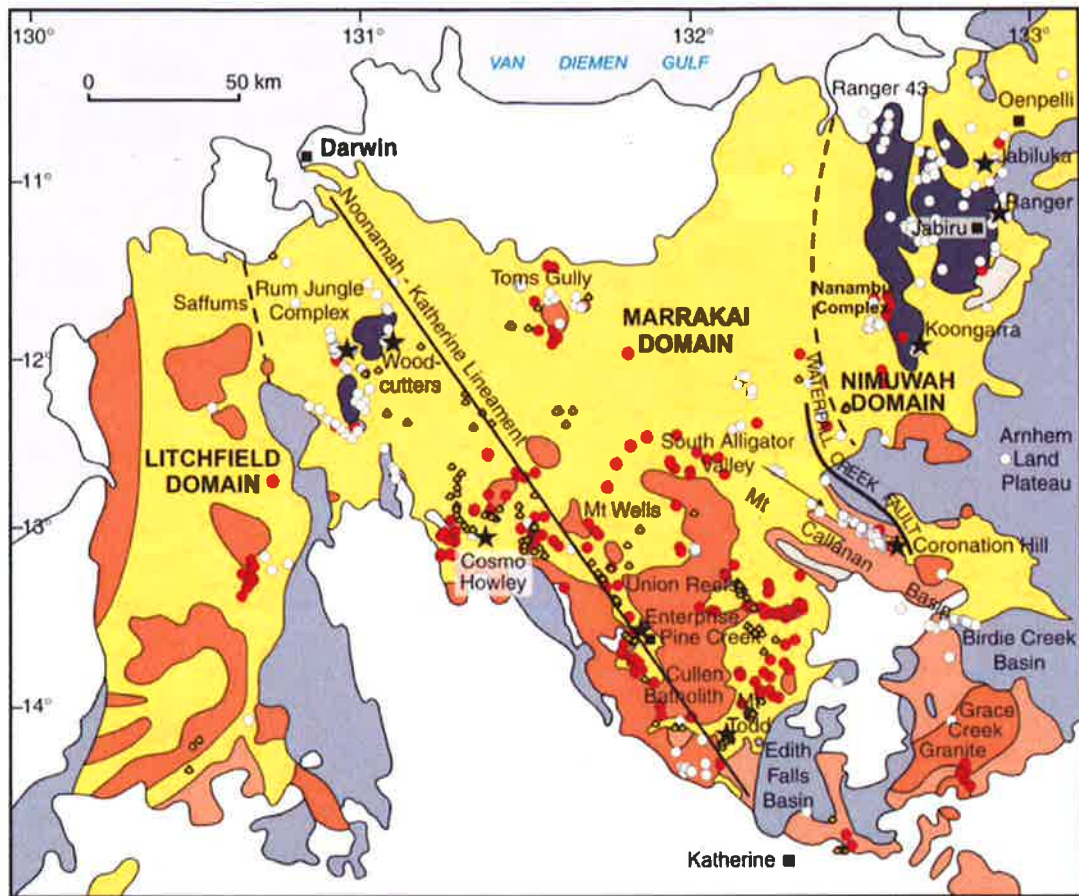 130°
131°
132°
133°
0
50 km
VAN DIEMEN GULF
Ranger 43
Oenpelli
Darwin
Jabiluka
-11°
Ranger
Noonamah - Katherine Lineament
Jabiru
Toms Gully
Saffums
Rum Jungle
Complex
Nanambu
Complex
MARRAKAI
DOMAIN
Koongarra
-12°
Wood-
cutters
WATERFALL CREEK FAULT
NIMUWAH
DOMAIN
South Alligator
Valley
Arnhem
Land
Plateau
LITCHFIELD
DOMAIN
Mt Wells
Mt
Callanan
Basin
-13°
Coronation Hill
Cosmo
Howley
Union Reefs
Enterprise
Pine Creek
Birdie Creek
Basin
Cullen
Batholith
-14°
Mt
Todd
Grace
Creek
Granite
Edith
Falls
Basin
Katherine